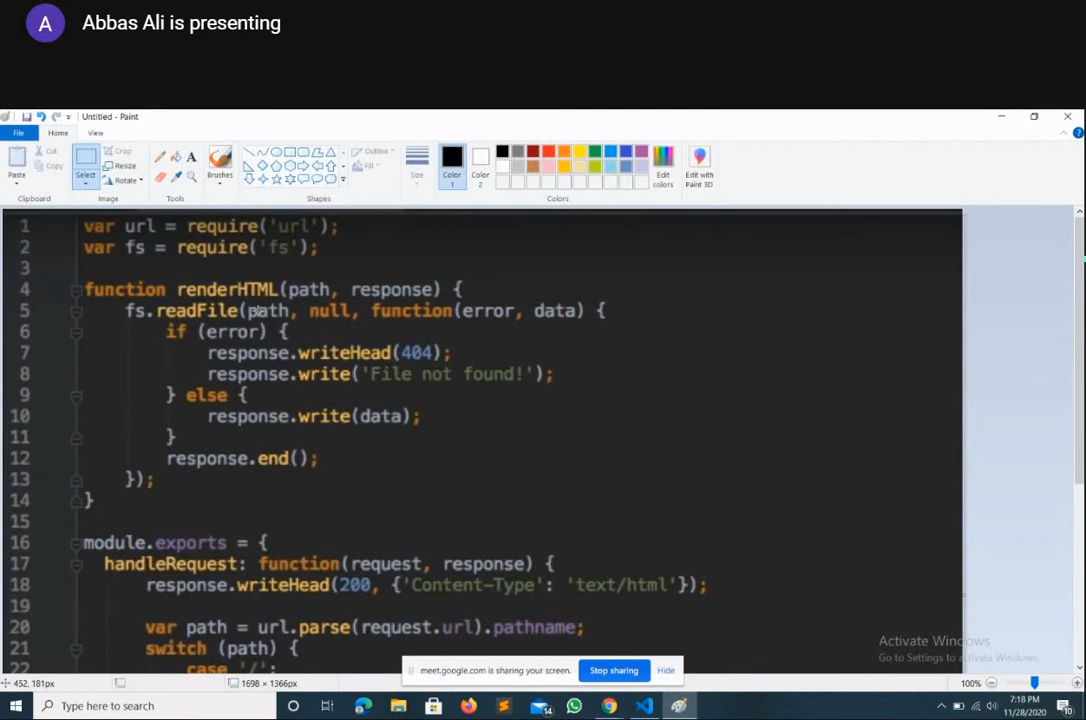 A Abbas Ali is presenting
Untitled - Paint
File Home View
Paste
Cut
Copy
Clipboard
Select
Crop
Resize
Rotate
Image
A
Tools
Brushes
Outline
Fill
Shapes
Size
Color 1
Color 2
Edit colors
Edit with Paint 3D
Colors
1 var url = require('url');
2 var fs = require('fs');
3
4 function renderHTML(path, response) {
5 fs.readFile(path, null, function(error, data) {
6 if (error) {
7 response.writeHead(404);
8 response.write('File not found!');
9 } else {
10 response.write(data);
11 }
12 response.end();
13 });
14 }
15
16 module.exports = {
17 handleRequest: function(request, response) {
18 response.writeHead(200, {'Content-Type': 'text/html'});
19
20 var path = url.parse(request.url).pathname;
21 switch (path) {
22 case '/':
Activate Windows
Go to Settings to activate Windows.
meet.google.com is sharing your screen. Stop sharing Hide
452, 181px 1698 × 1366px 100%
Type here to search 14 7:18 PM
11/28/2020 10